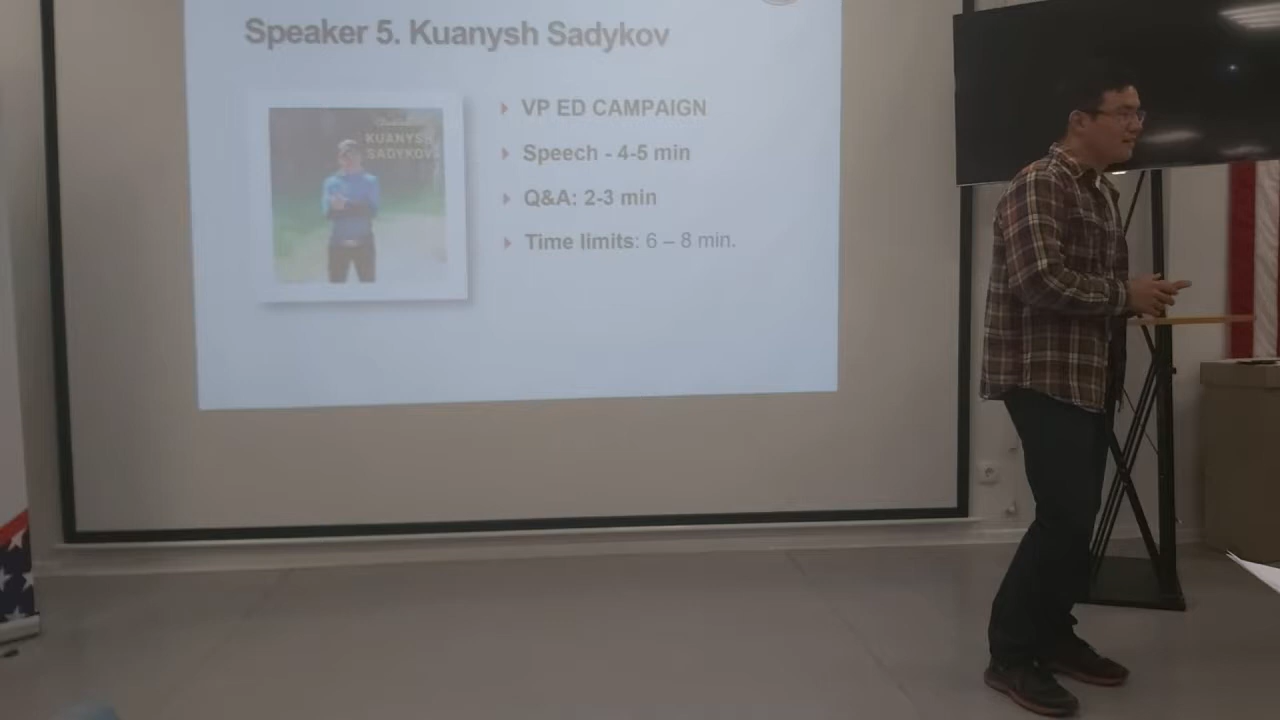 Speaker 5. Kuanysh Sadykov
VP ED CAMPAIGN
Speech - 4-5 min
Q&A: 2-3 min
Time limits: 6 – 8 min.
KUANYSH
SADYKOV